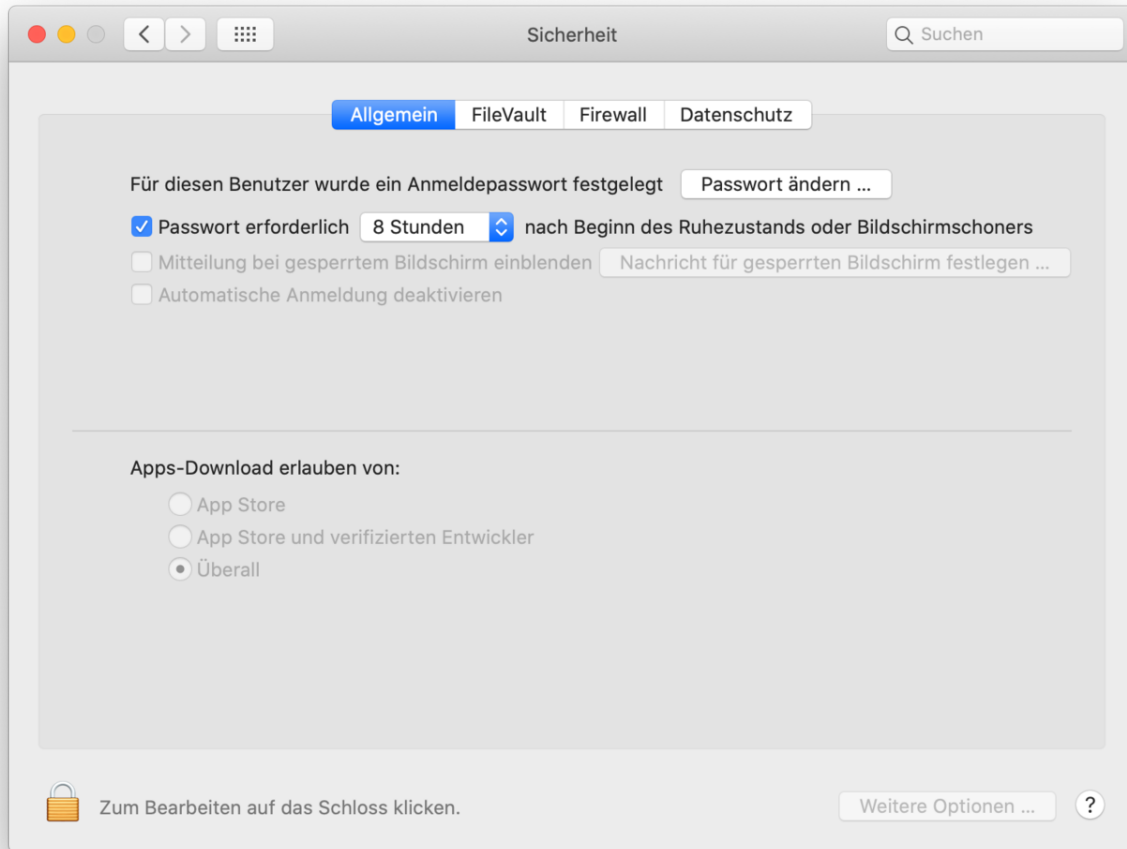 Sicherheit
Suchen
Allgemein FileVault Firewall Datenschutz
Für diesen Benutzer wurde ein Anmeldepasswort festgelegt Passwort ändern ...
Passwort erforderlich 8 Stunden nach Beginn des Ruhezustands oder Bildschirmschoners
Mitteilung bei gesperrtem Bildschirm einblenden Nachricht für gesperrten Bildschirm festlegen ...
Automatische Anmeldung deaktivieren
Apps-Download erlauben von:
App Store
App Store und verifizierten Entwickler
Überall
Zum Bearbeiten auf das Schloss klicken.
Weitere Optionen ... ?